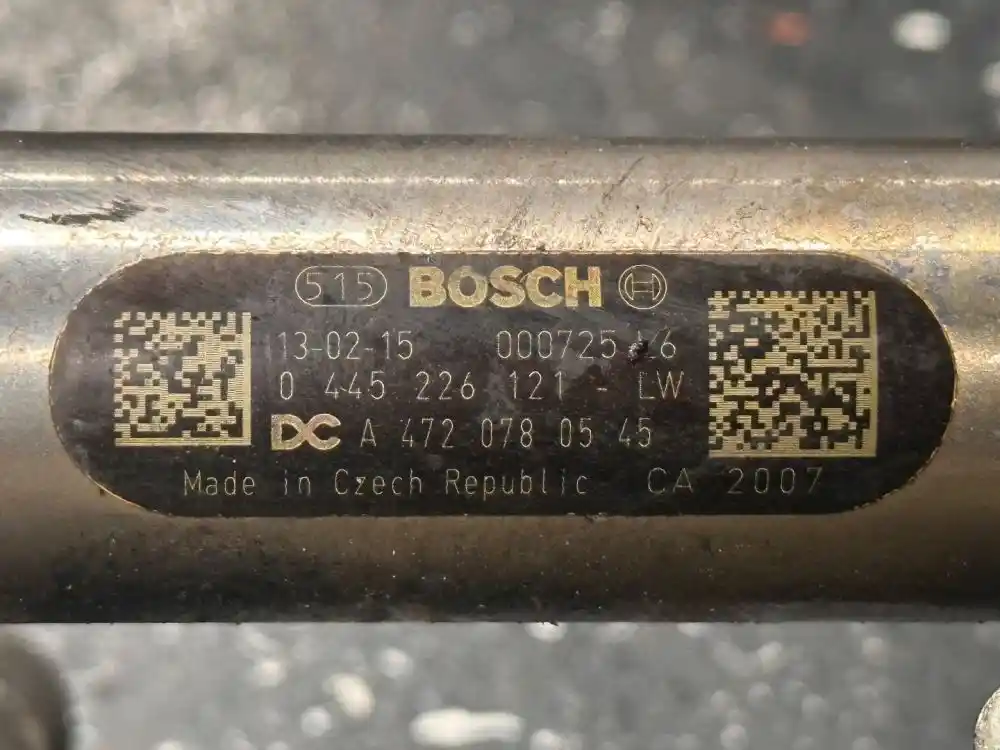 515 BOSCH
13-02-15 000725
0 445 226 121 - LW
DC A 472 078 05 45
Made in Czech Republic CA 2007